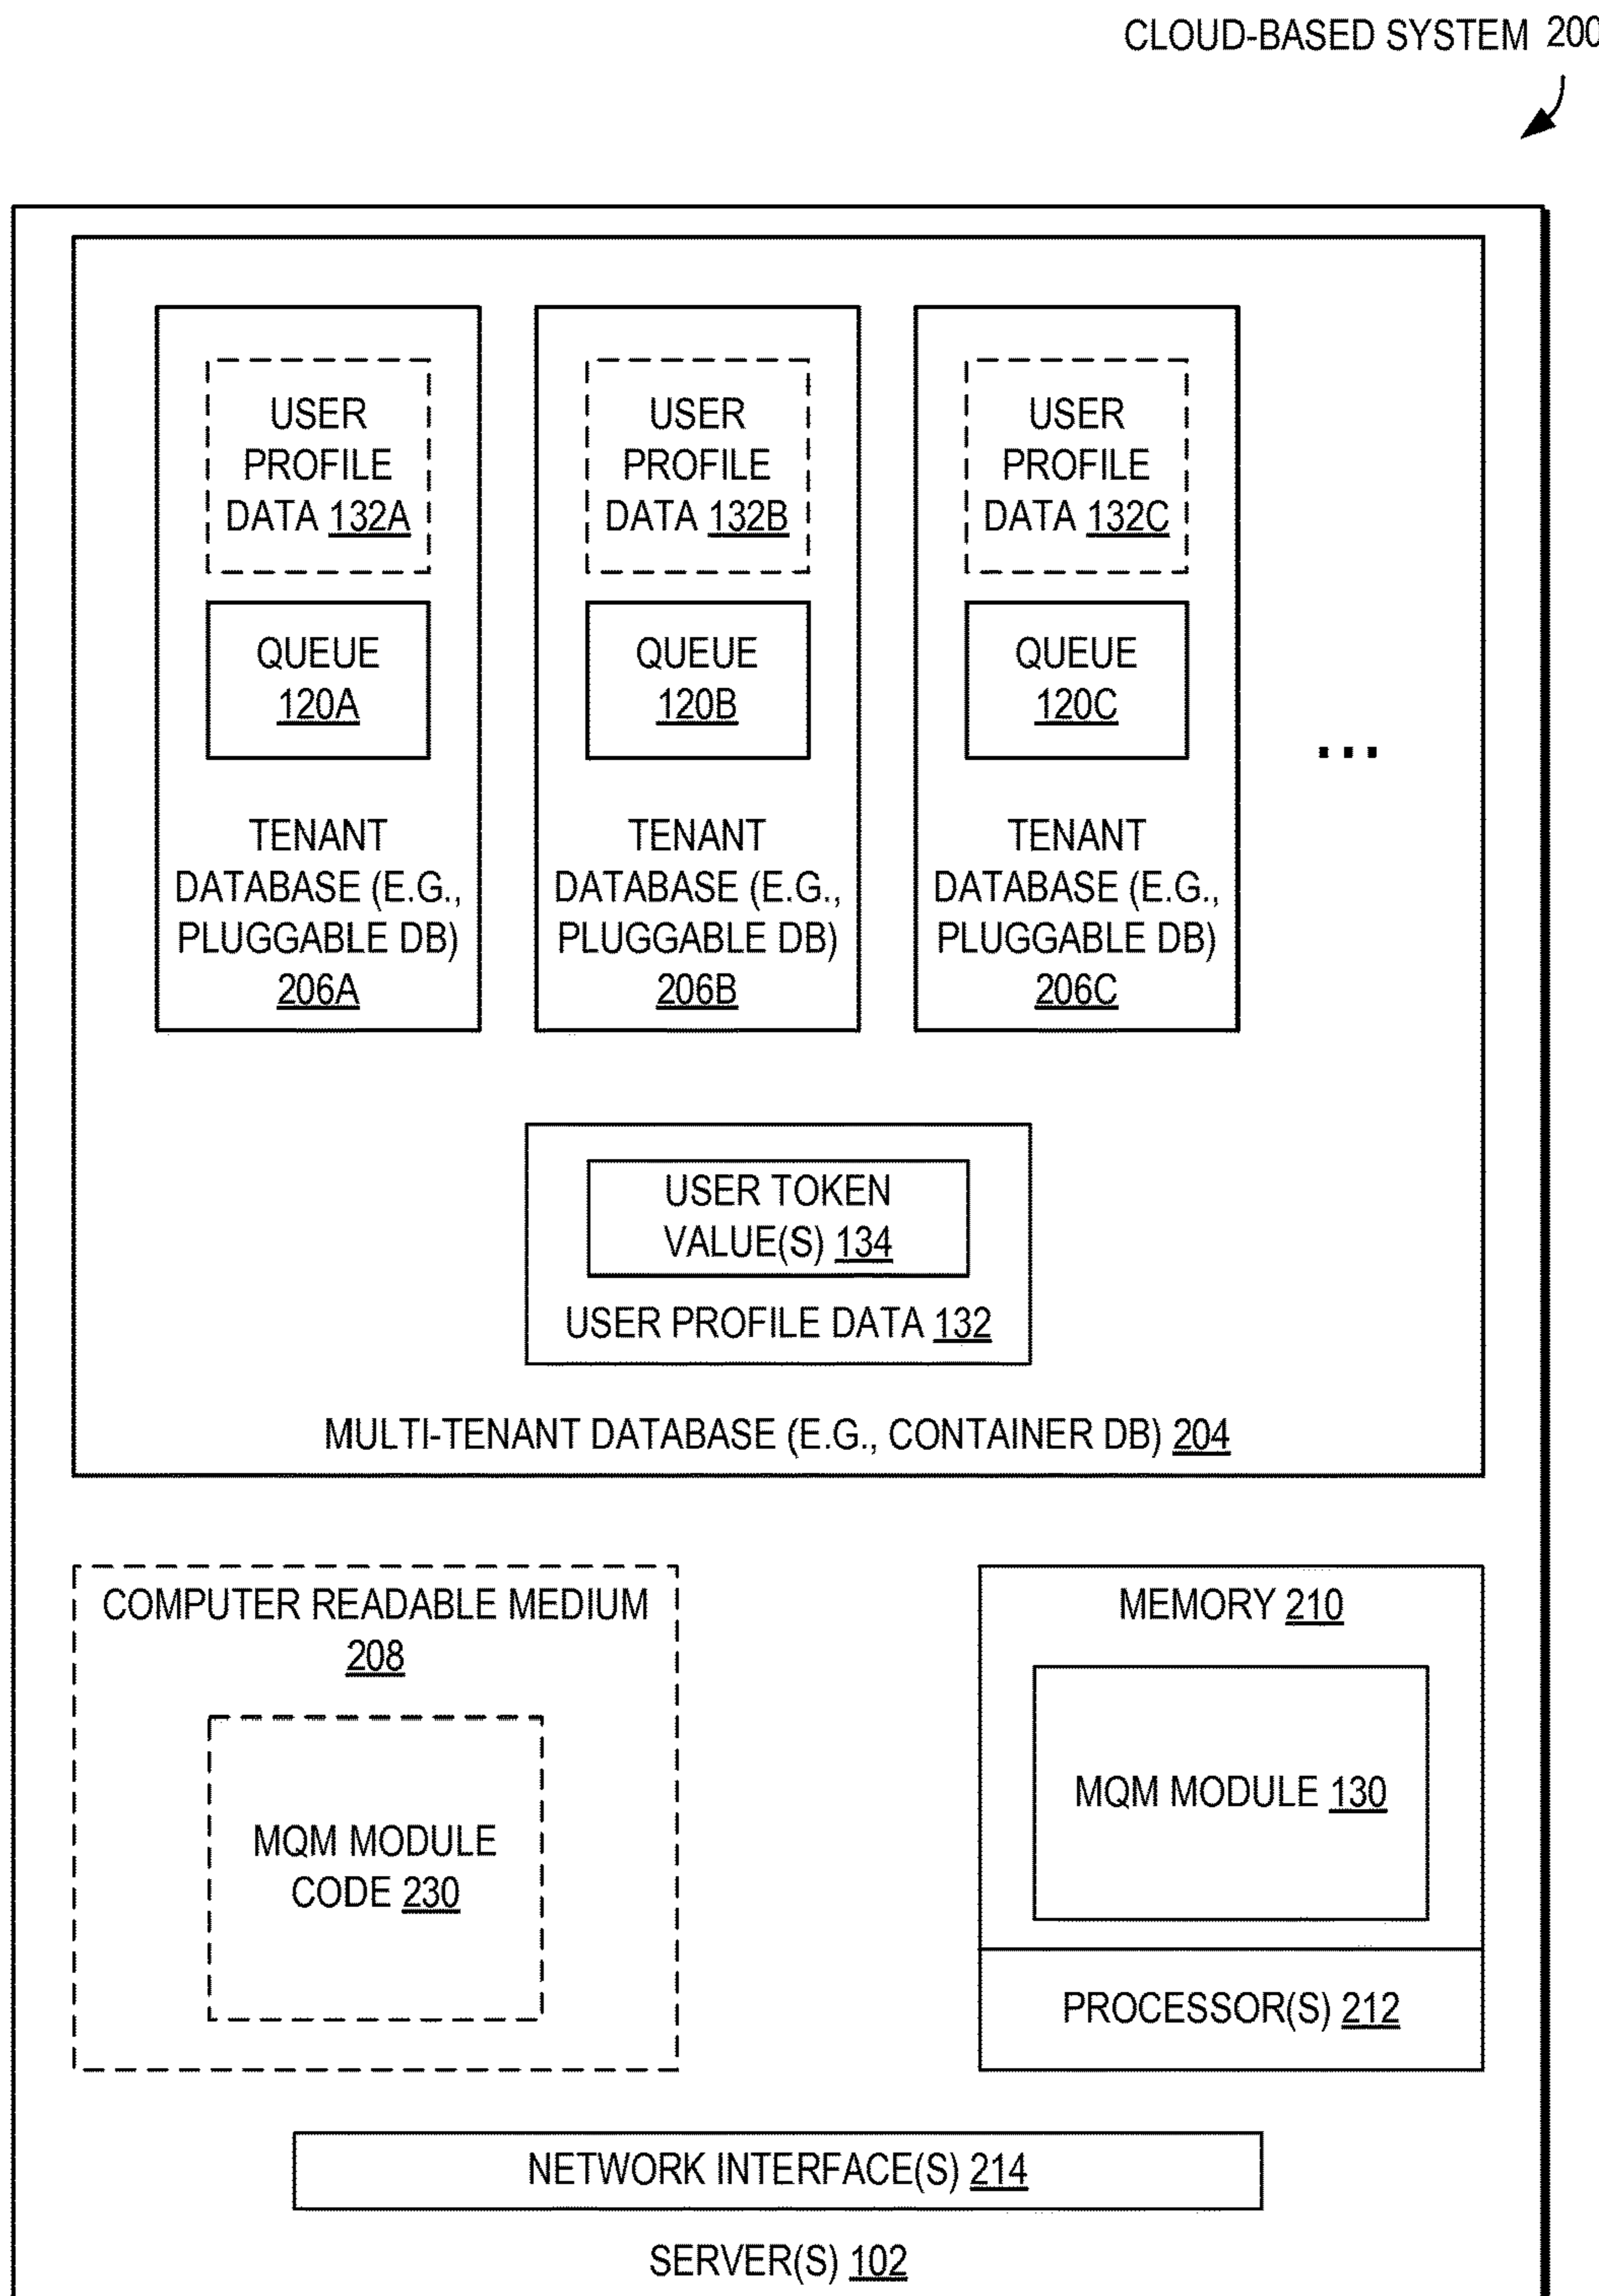 CLOUD-BASED SYSTEM 200
USER
PROFILE
DATA 132A
QUEUE
120A
TENANT
DATABASE (E.G.,
PLUGGABLE DB)
206A
USER
PROFILE
DATA 132B
QUEUE
120B
TENANT
DATABASE (E.G.,
PLUGGABLE DB)
206B
USER
PROFILE
DATA 132C
QUEUE
120C
TENANT
DATABASE (E.G.,
PLUGGABLE DB)
206C
...
USER TOKEN
VALUE(S) 134
USER PROFILE DATA 132
MULTI-TENANT DATABASE (E.G., CONTAINER DB) 204
COMPUTER READABLE MEDIUM
208
MQM MODULE
CODE 230
MEMORY 210
MQM MODULE 130
PROCESSOR(S) 212
NETWORK INTERFACE(S) 214
SERVER(S) 102